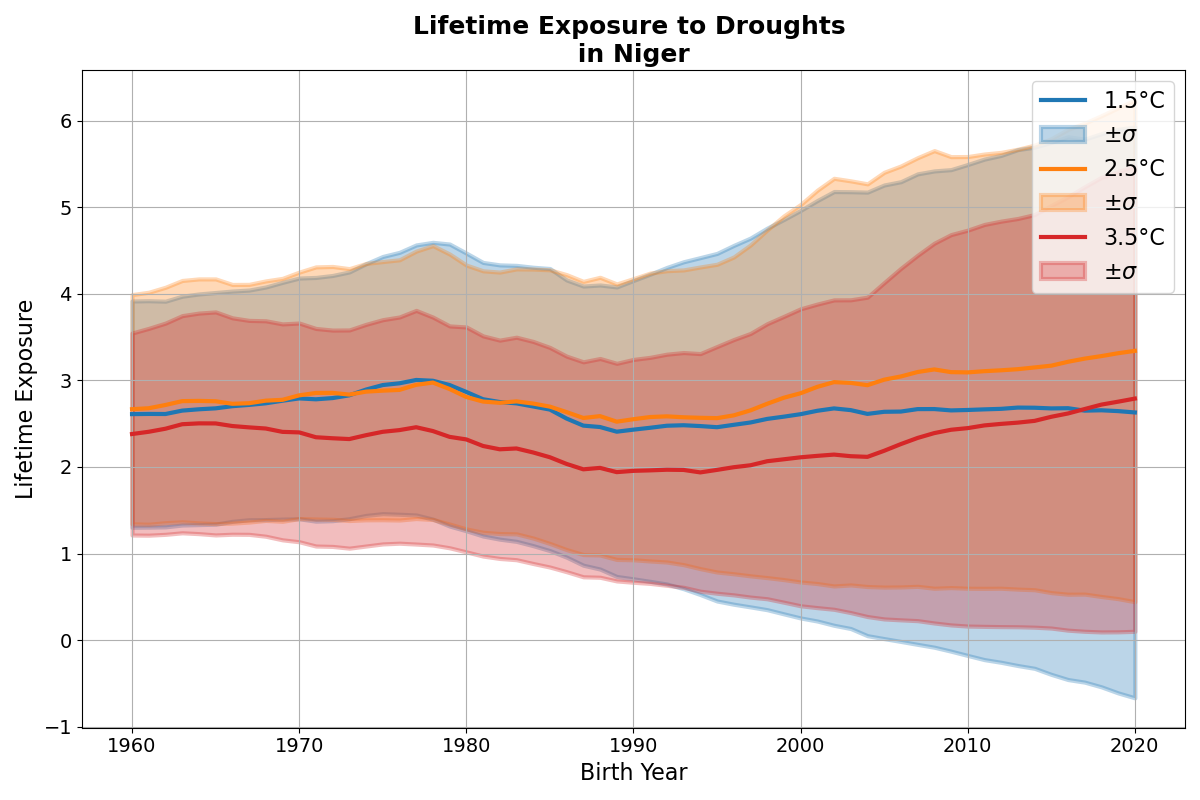 Lifetime Exposure to Droughts
in Niger
Lifetime Exposure
6
5
4
3
2
1
0
−1
1.5°C
±σ
2.5°C
±σ
3.5°C
±σ
1960
1970
1980
1990
2000
2010
2020
Birth Year